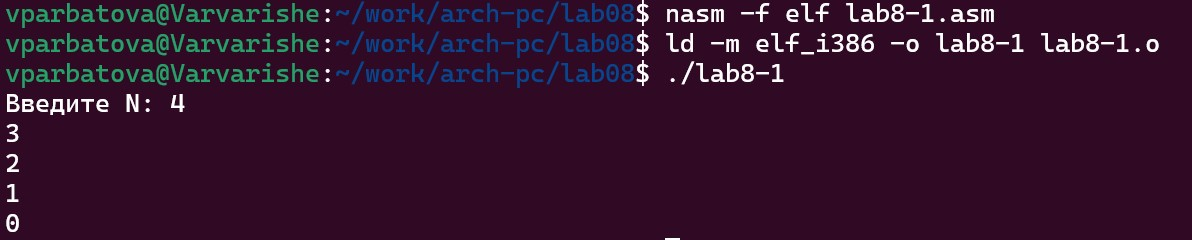 vparbatova@Varvarishe:~/work/arch-pc/lab08$ nasm -f elf lab8-1.asm
vparbatova@Varvarishe:~/work/arch-pc/lab08$ ld -m elf_i386 -o lab8-1 lab8-1.o
vparbatova@Varvarishe:~/work/arch-pc/lab08$ ./lab8-1
Введите N: 4
3
2
1
0